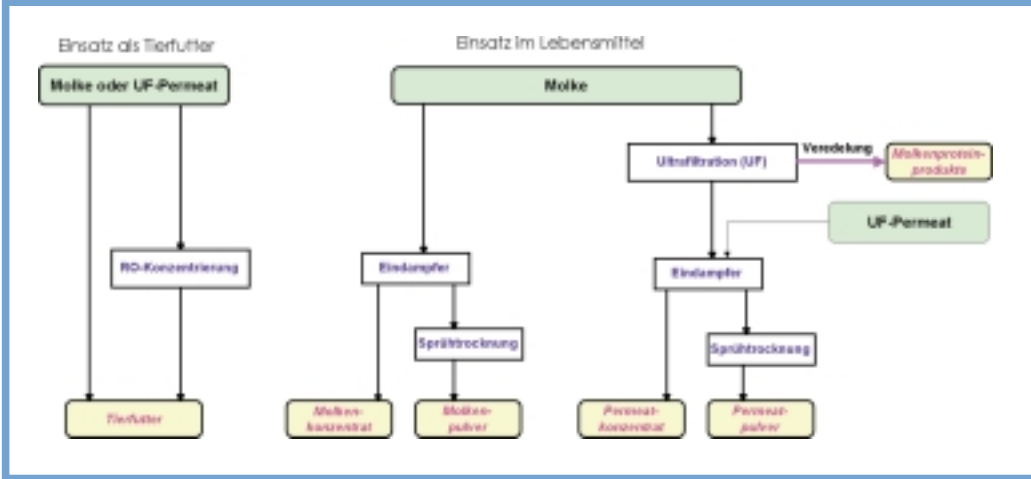 Einsatz als Tierfutter
Einsatz im Lebensmittel
Molke oder UF-Permeat
Molke
Ultrafiltration (UF)
Veredelung
Molkenprotein-
produkte
UF-Permeat
RO-Konzentrierung
Eindampfer
Eindampfer
Sprühtrocknung
Sprühtrocknung
Tierfutter
Molken-
konzentrat
Molken-
pulver
Permeat-
konzentrat
Permeat-
pulver